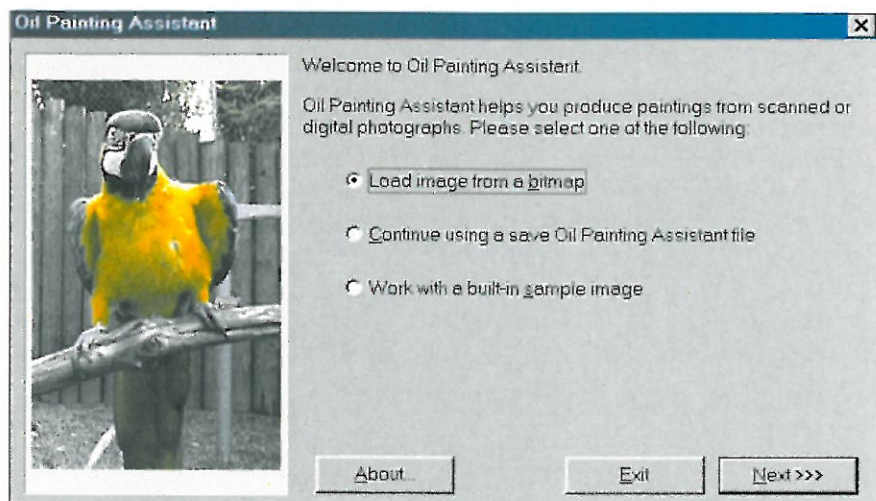 Oil Painting Assistant
Welcome to Oil Painting Assistant.
Oil Painting Assistant helps you produce paintings from scanned or
digital photographs. Please select one of the following:
Load image from a bitmap
Continue using a save Oil Painting Assistant file
Work with a built-in sample image
About...
Exit
Next >>>